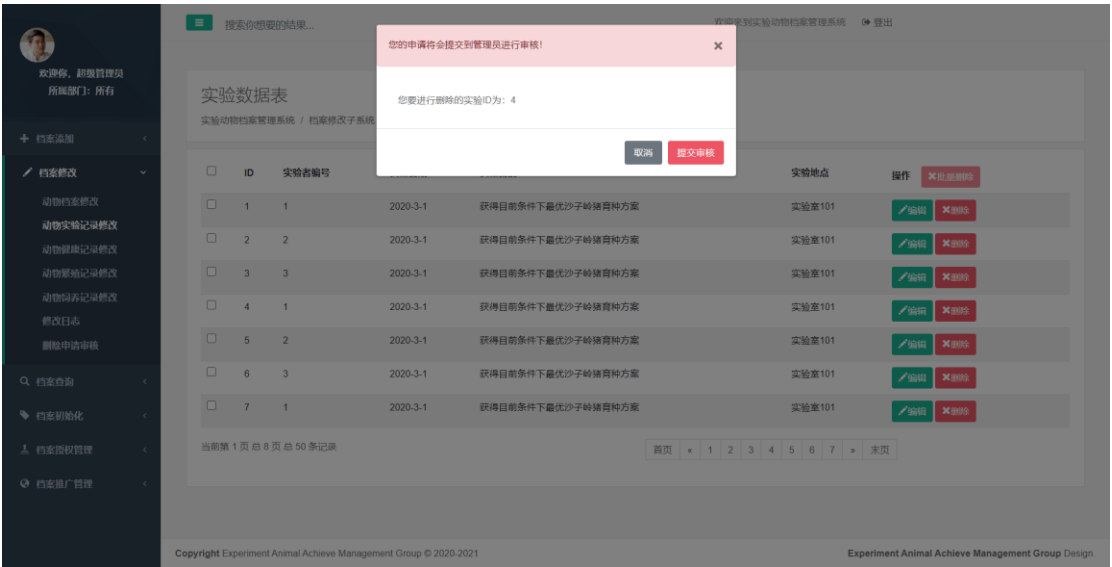 搜索你想要的结果...
登出
您的申请将会提交到管理员进行审核!
×
您要进行删除的实验ID为：4
取消
提交审核
欢迎你，超级管理员
所属部门：所有
档案添加
档案修改
动物档案修改
动物实验记录修改
动物健康记录修改
动物繁殖记录修改
动物饲养记录修改
修改日志
删除申请审核
档案查询
档案初始化
档案授权管理
档案推广管理
实验数据表
实验动物档案管理系统 / 档案修改子系统
ID 实验者编号 实验地点 操作 ×批量删除
1 1 2020-3-1 获得目前条件下最优沙子岭猪育种方案 实验室101 编辑 ×删除
2 2 2020-3-1 获得目前条件下最优沙子岭猪育种方案 实验室101 编辑 ×删除
3 3 2020-3-1 获得目前条件下最优沙子岭猪育种方案 实验室101 编辑 ×删除
4 1 2020-3-1 获得目前条件下最优沙子岭猪育种方案 实验室101 编辑 ×删除
5 2 2020-3-1 获得目前条件下最优沙子岭猪育种方案 实验室101 编辑 ×删除
6 3 2020-3-1 获得目前条件下最优沙子岭猪育种方案 实验室101 编辑 ×删除
7 1 2020-3-1 获得目前条件下最优沙子岭猪育种方案 实验室101 编辑 ×删除
当前第 1 页 总 8 页 总 50 条记录
首页 « 1 2 3 4 5 6 7 » 末页
Copyright Experiment Animal Achieve Management Group © 2020-2021
Experiment Animal Achieve Management Group Design.